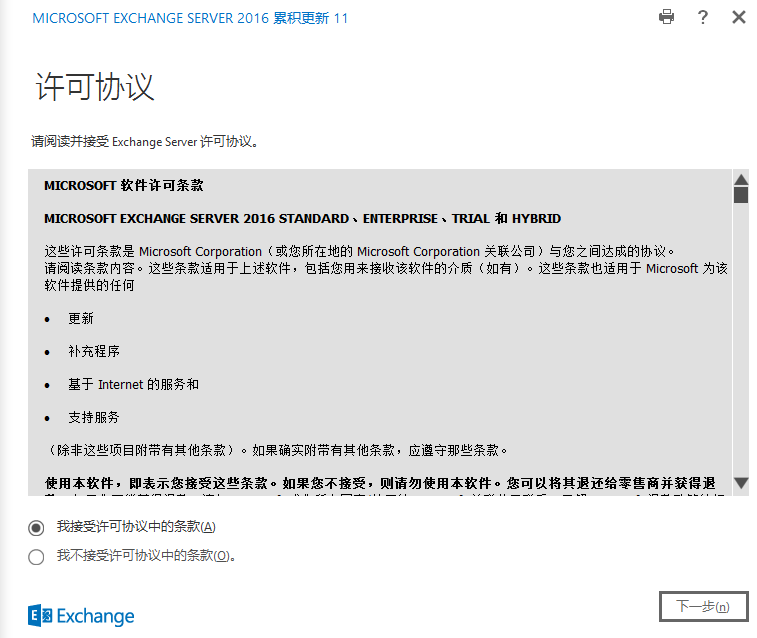 MICROSOFT EXCHANGE SERVER 2016 累积更新 11
?
许可协议
请阅读并接受 Exchange Server 许可协议。
MICROSOFT 软件许可条款
MICROSOFT EXCHANGE SERVER 2016 STANDARD、ENTERPRISE、TRIAL 和 HYBRID
这些许可条款是 Microsoft Corporation（或您所在地的 Microsoft Corporation 关联公司）与您之间达成的协议。
请阅读条款内容。这些条款适用于上述软件，包括您用来接收该软件的介质（如有）。这些条款也适用于 Microsoft 为该
软件提供的任何
• 更新
• 补充程序
• 基于 Internet 的服务和
• 支持服务
（除非这些项目附带有其他条款）。如果确实附带有其他条款，应遵守那些条款。
使用本软件，即表示您接受这些条款。如果您不接受，则请勿使用本软件。您可以将其退还给零售商并获得退
我接受许可协议中的条款(A)
我不接受许可协议中的条款(O)。
Exchange
下一步(n)